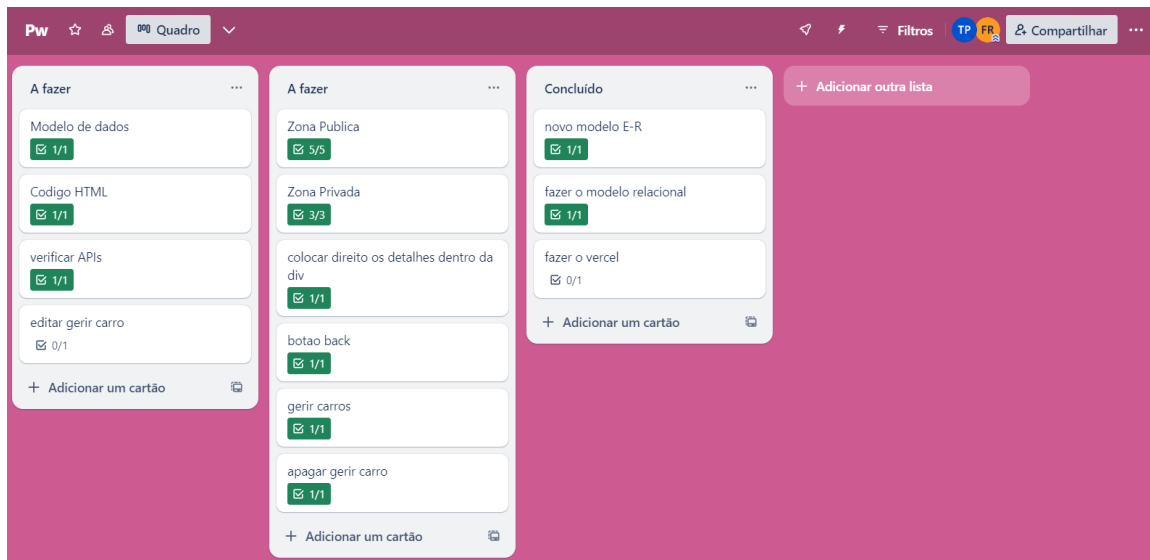 Pw
Quadro
Filtros
TP
FR
Compartilhar
A fazer
Modelo de dados
1/1
Codigo HTML
1/1
verificar APIs
1/1
editar gerir carro
0/1
+ Adicionar um cartão
A fazer
Zona Publica
5/5
Zona Privada
3/3
colocar direito os detalhes dentro da
div
1/1
botao back
1/1
gerir carros
1/1
apagar gerir carro
1/1
+ Adicionar um cartão
Concluído
novo modelo E-R
1/1
fazer o modelo relacional
1/1
fazer o vercel
0/1
+ Adicionar um cartão
+ Adicionar outra lista